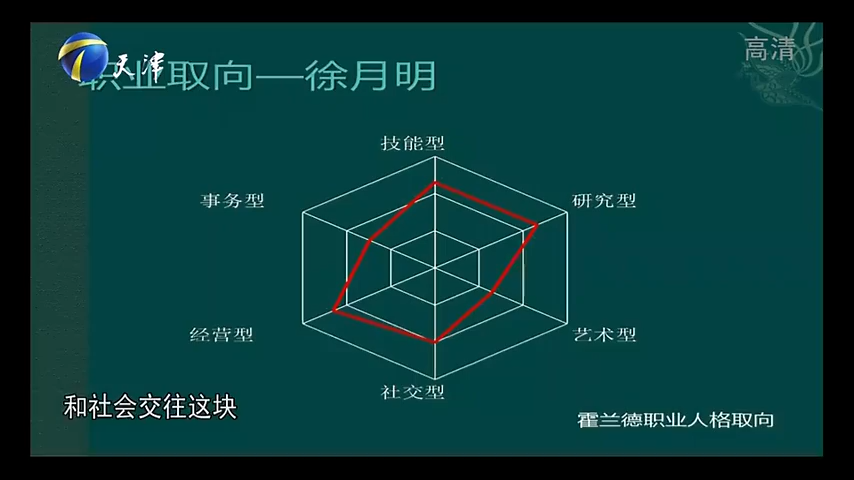 天津
高清
职业取向—徐月明
技能型
事务型
研究型
经营型
艺术型
社交型
和社会交往这块
霍兰德职业人格取向